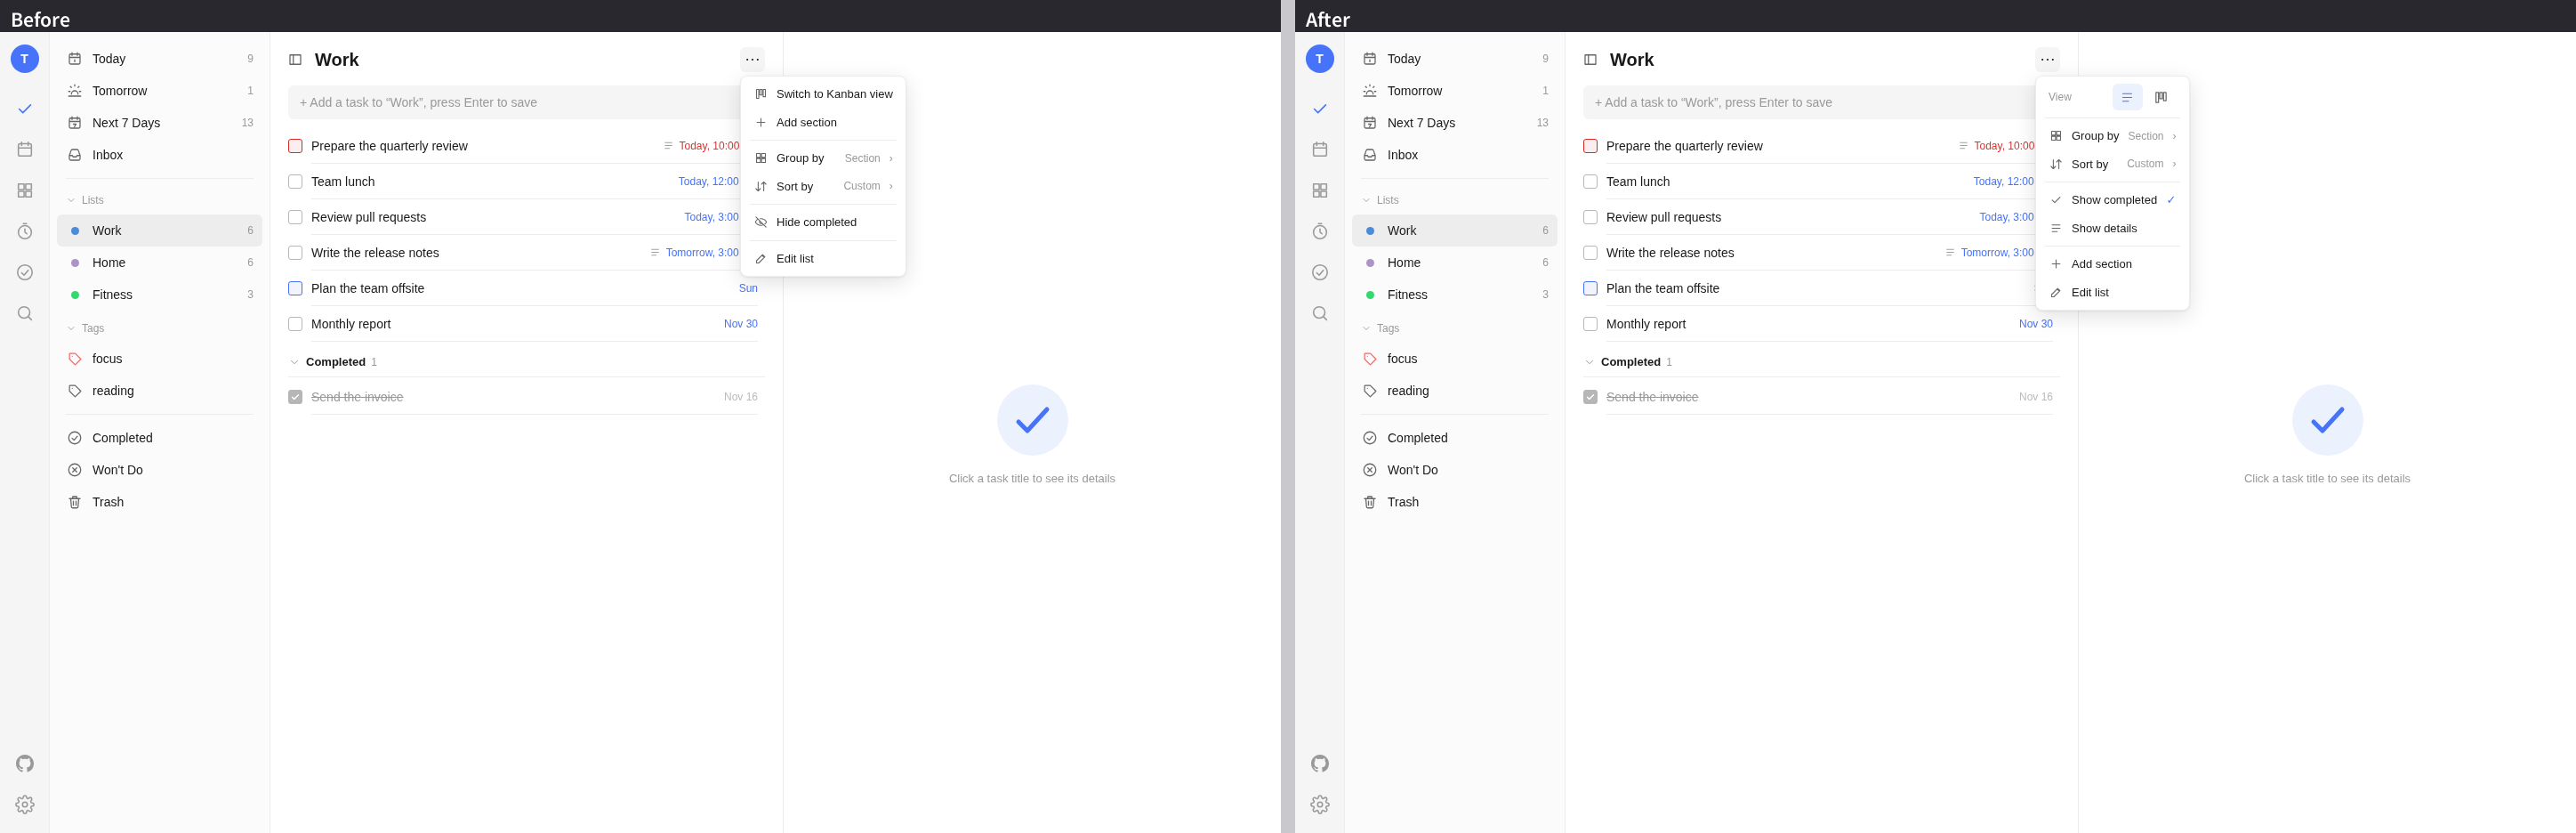 Before
T
Today 9
Tomorrow 1
Next 7 Days 13
Inbox
Lists
Work 6
Home 6
Fitness 3
Tags
focus
reading
Completed
Won't Do
Trash
Work
+ Add a task to “Work”, press Enter to save
Prepare the quarterly review Today, 10:00
Team lunch Today, 12:00
Review pull requests Today, 3:00
Write the release notes Tomorrow, 3:00
Plan the team offsite Sun
Monthly report Nov 30
Completed 1
Send the invoice Nov 16
Switch to Kanban view
Add section
Group by Section ›
Sort by Custom ›
Hide completed
Edit list
Click a task title to see its details
After
T
Today 9
Tomorrow 1
Next 7 Days 13
Inbox
Lists
Work 6
Home 6
Fitness 3
Tags
focus
reading
Completed
Won't Do
Trash
Work
+ Add a task to “Work”, press Enter to save
Prepare the quarterly review Today, 10:00
Team lunch Today, 12:00
Review pull requests Today, 3:00
Write the release notes Tomorrow, 3:00
Plan the team offsite
Monthly report Nov 30
Completed 1
Send the invoice Nov 16
View
Group by Section ›
Sort by Custom ›
Show completed ✓
Show details
Add section
Edit list
Click a task title to see its details